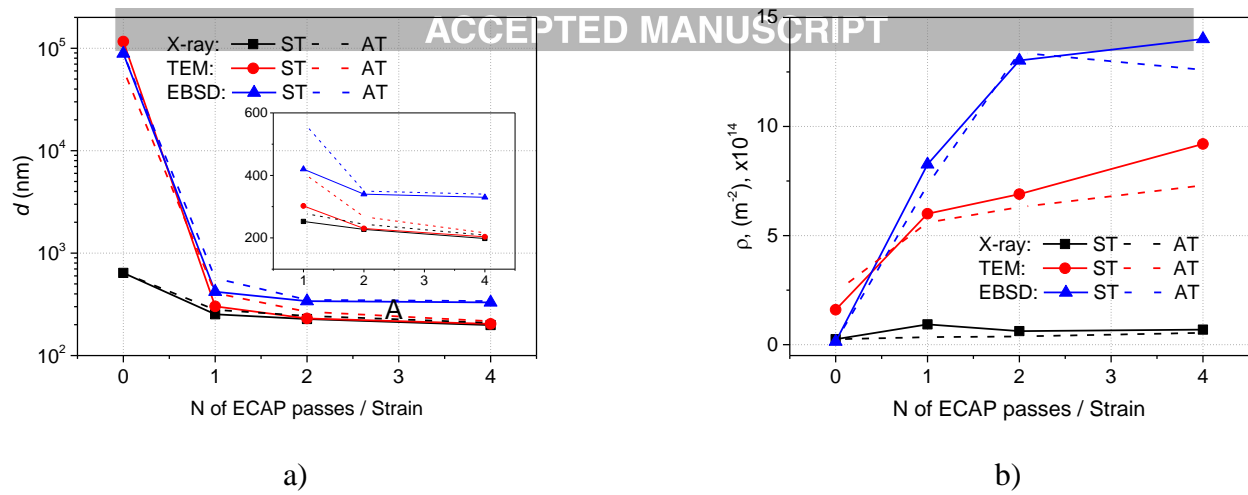 ACCEPTED MANUSCRIPT
X-ray: ST AT
TEM: ST AT
EBSD: ST AT
10^5
10^4
10^3
10^2
d (nm)
600
400
200
1 2 3 4
A
0 1 2 3 4
N of ECAP passes / Strain
a)
15
10
5
0
ρ, (m^-2), x10^14
X-ray: ST AT
TEM: ST AT
EBSD: ST AT
0 1 2 3 4
N of ECAP passes / Strain
b)